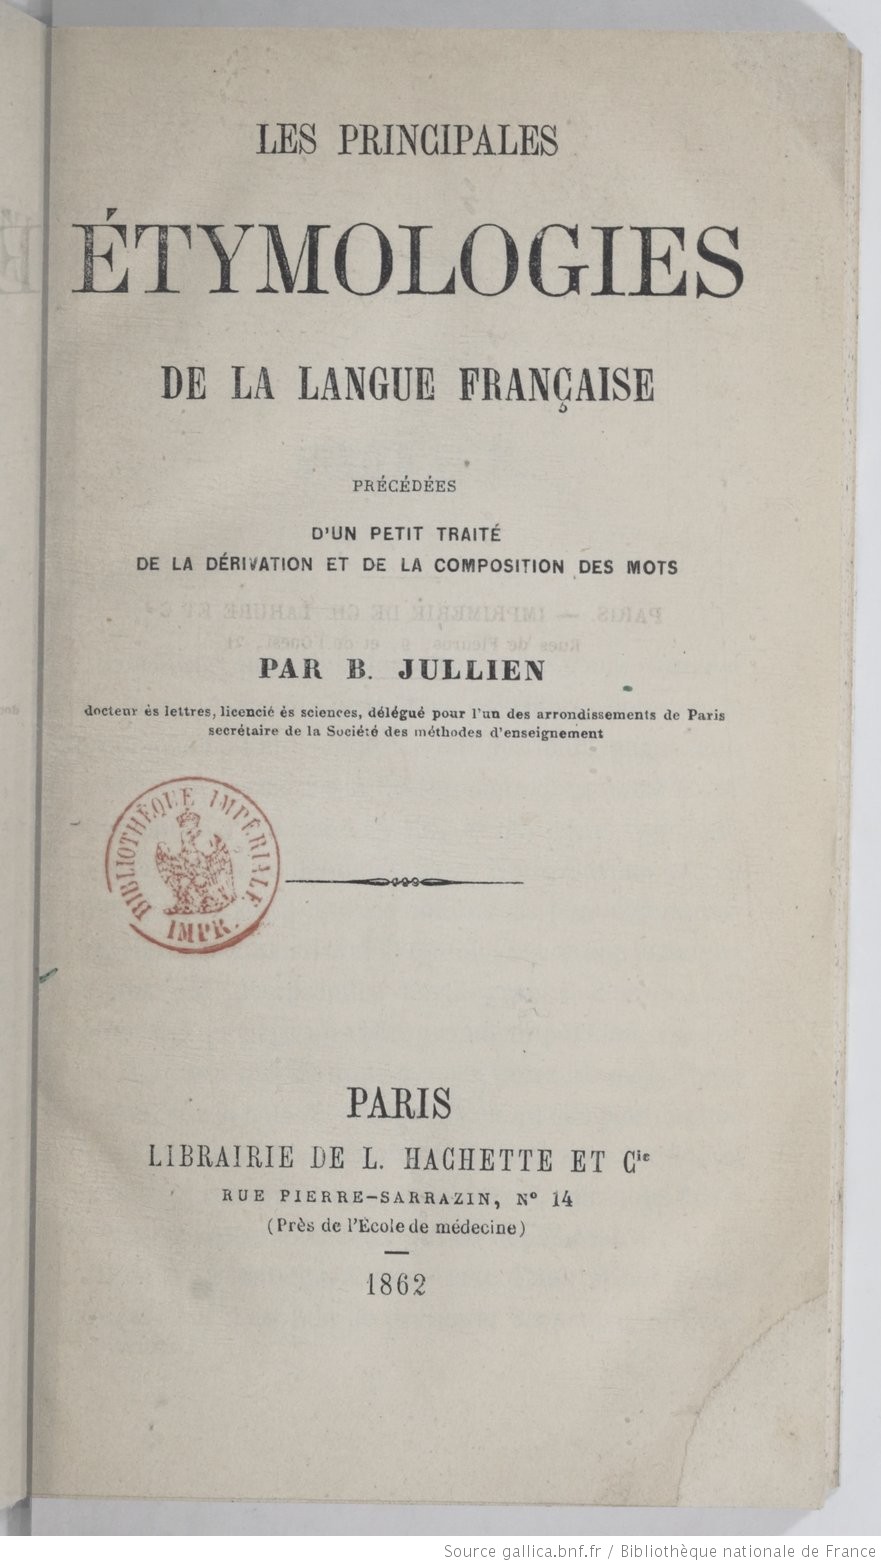 LES PRINCIPALES
ÉTYMOLOGIES
DE LA LANGUE FRANÇAISE
PRÉCÉDÉES
D'UN PETIT TRAITÉ
DE LA DÉRIVATION ET DE LA COMPOSITION DES MOTS
PAR B. JULLIEN
docteur ès lettres, licencié ès sciences, délégué pour l'un des arrondissements de Paris
secrétaire de la Société des méthodes d'enseignement
BIBLIOTHÈQUE IMPÉRIALE
IMPR.
PARIS
LIBRAIRIE DE L. HACHETTE ET Cie
RUE PIERRE-SARRAZIN, N° 14
(Près de l'École de médecine)
1862
Source gallica.bnf.fr / Bibliothèque nationale de France